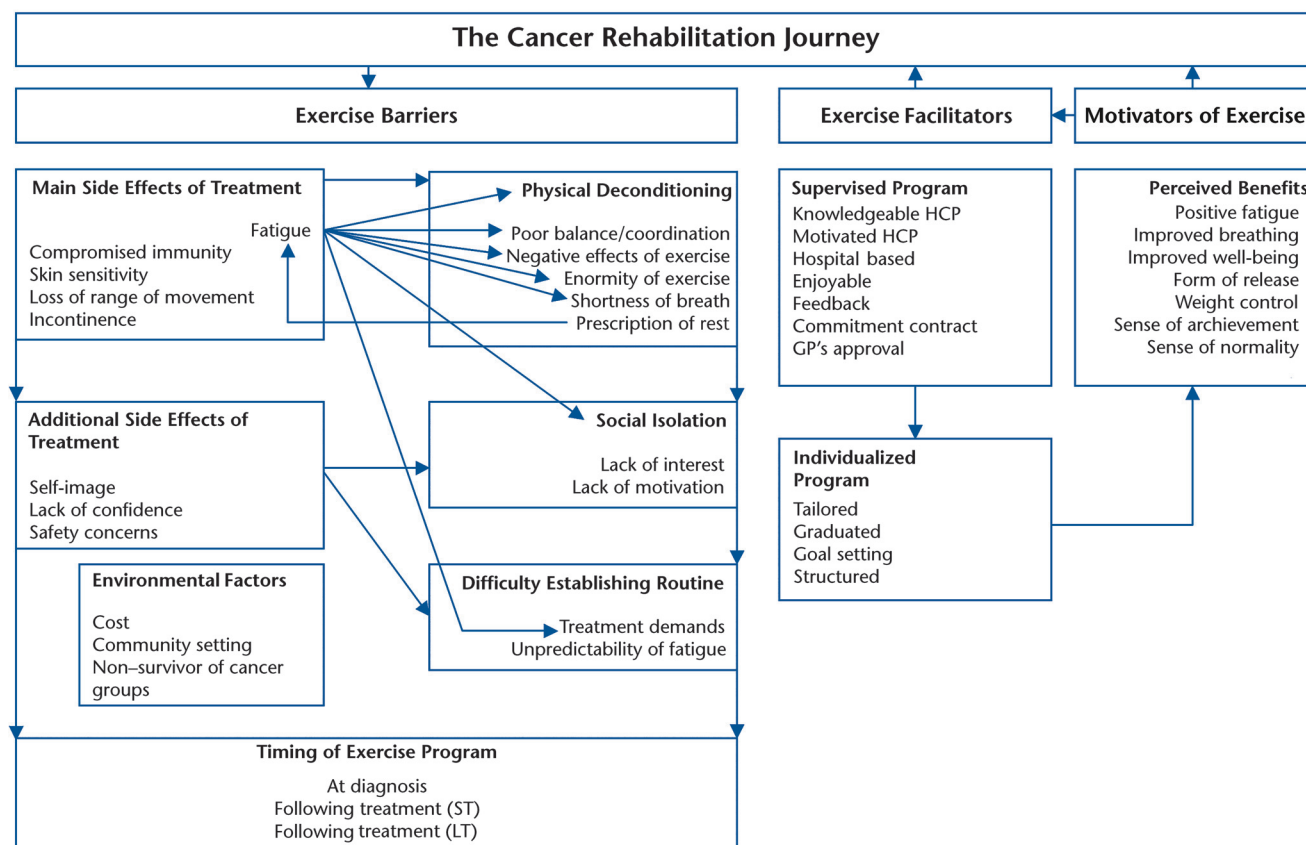 The Cancer Rehabilitation Journey
Exercise Barriers
Exercise Facilitators
Motivators of Exercise
Main Side Effects of Treatment
Fatigue
Compromised immunity
Skin sensitivity
Loss of range of movement
Incontinence
Physical Deconditioning
Poor balance/coordination
Negative effects of exercise
Enormity of exercise
Shortness of breath
Prescription of rest
Additional Side Effects of
Treatment
Self-image
Lack of confidence
Safety concerns
Social Isolation
Lack of interest
Lack of motivation
Environmental Factors
Cost
Community setting
Non–survivor of cancer
groups
Difficulty Establishing Routine
Treatment demands
Unpredictability of fatigue
Timing of Exercise Program
At diagnosis
Following treatment (ST)
Following treatment (LT)
Supervised Program
Knowledgeable HCP
Motivated HCP
Hospital based
Enjoyable
Feedback
Commitment contract
GP's approval
Individualized
Program
Tailored
Graduated
Goal setting
Structured
Perceived Benefits
Positive fatigue
Improved breathing
Improved well-being
Form of release
Weight control
Sense of archievement
Sense of normality